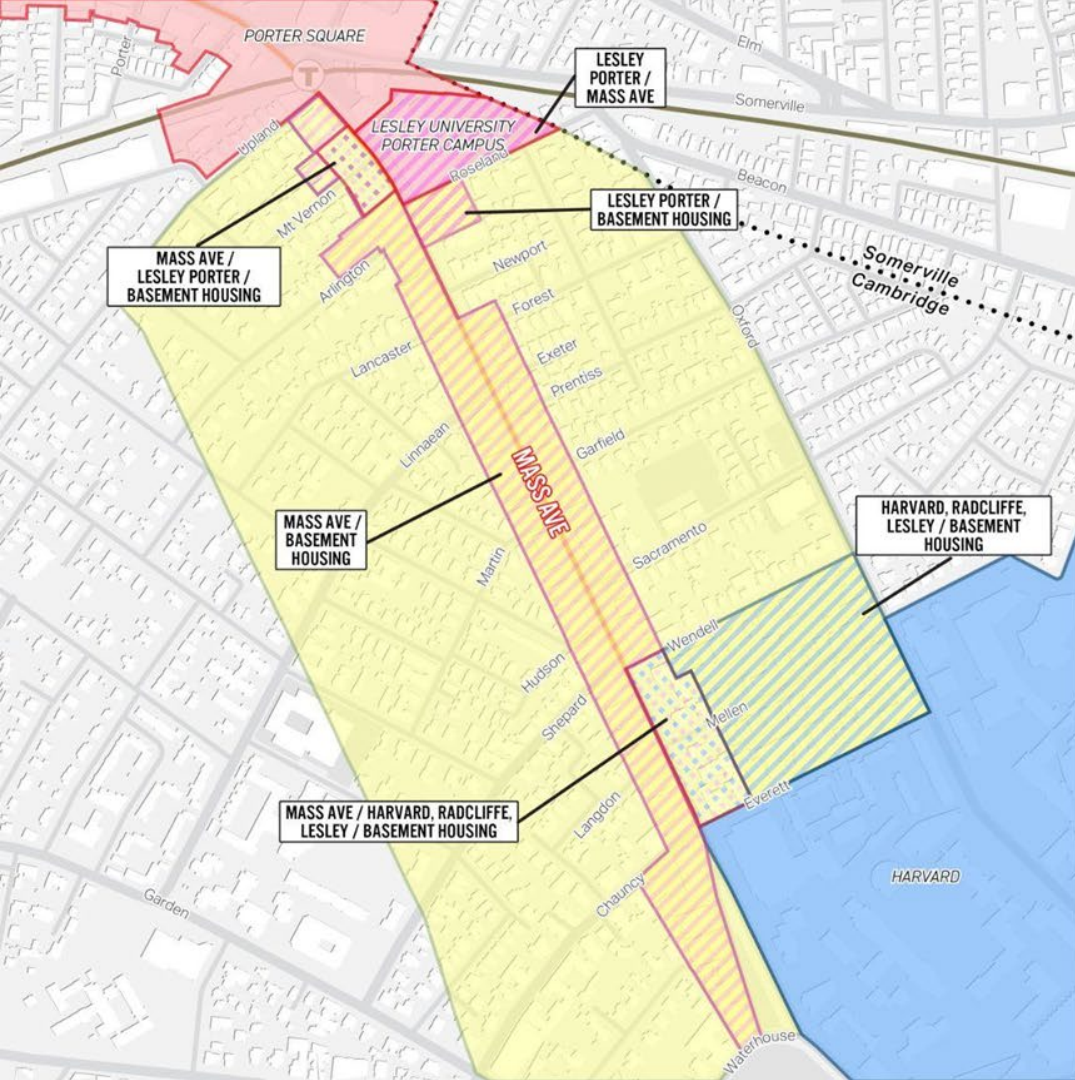 PORTER SQUARE
Porter
T
Elm
LESLEY
PORTER /
MASS AVE
Somerville
LESLEY UNIVERSITY
PORTER CAMPUS
Upland
Roseland
Beacon
LESLEY PORTER /
BASEMENT HOUSING
Mt Vernon
MASS AVE /
LESLEY PORTER /
BASEMENT HOUSING
Newport
Somerville
Cambridge
Arlington
Forest
Oxford
Lancaster
Exeter
Prentiss
Linnaean
Garfield
MASS AVE
MASS AVE /
BASEMENT
HOUSING
HARVARD, RADCLIFFE,
LESLEY / BASEMENT
HOUSING
Martin
Sacramento
Wendell
Hudson
Shepard
Mellen
Everett
MASS AVE / HARVARD, RADCLIFFE,
LESLEY / BASEMENT HOUSING
Langdon
HARVARD
Chauncy
Garden
Waterhouse